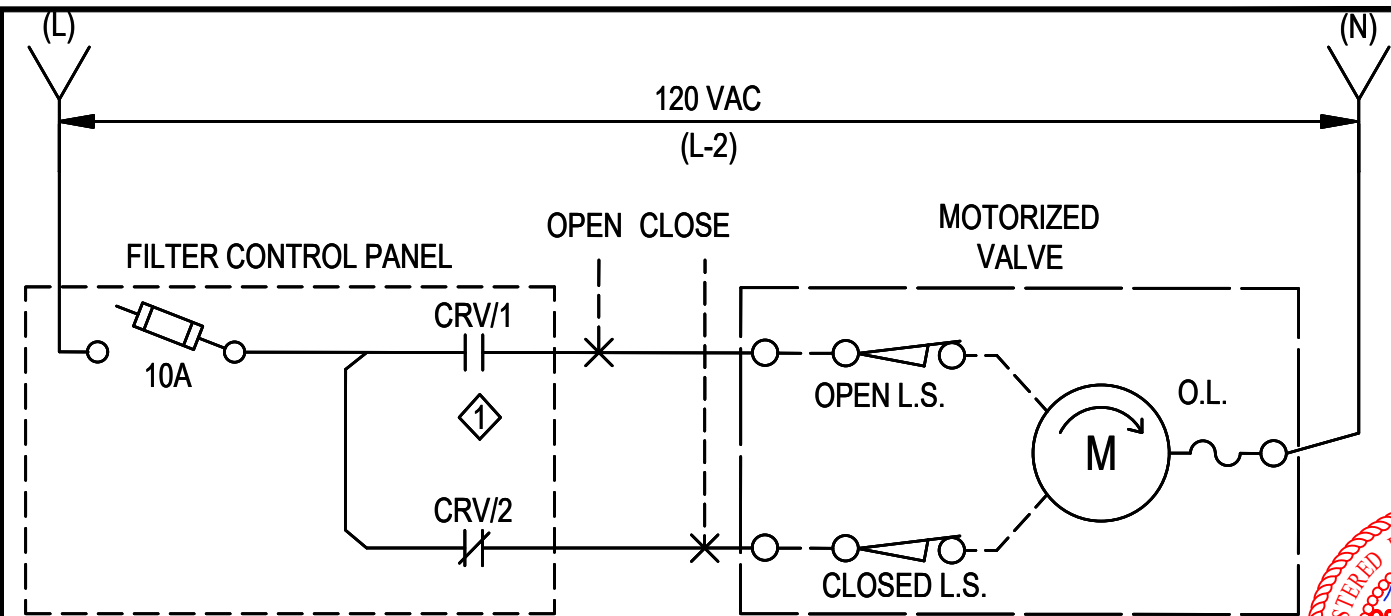 (L)
(N)
120 VAC
(L-2)
OPEN CLOSE
MOTORIZED
VALVE
FILTER CONTROL PANEL
CRV/1
10A
1
OPEN L.S.
O.L.
M
CRV/2
CLOSED L.S.